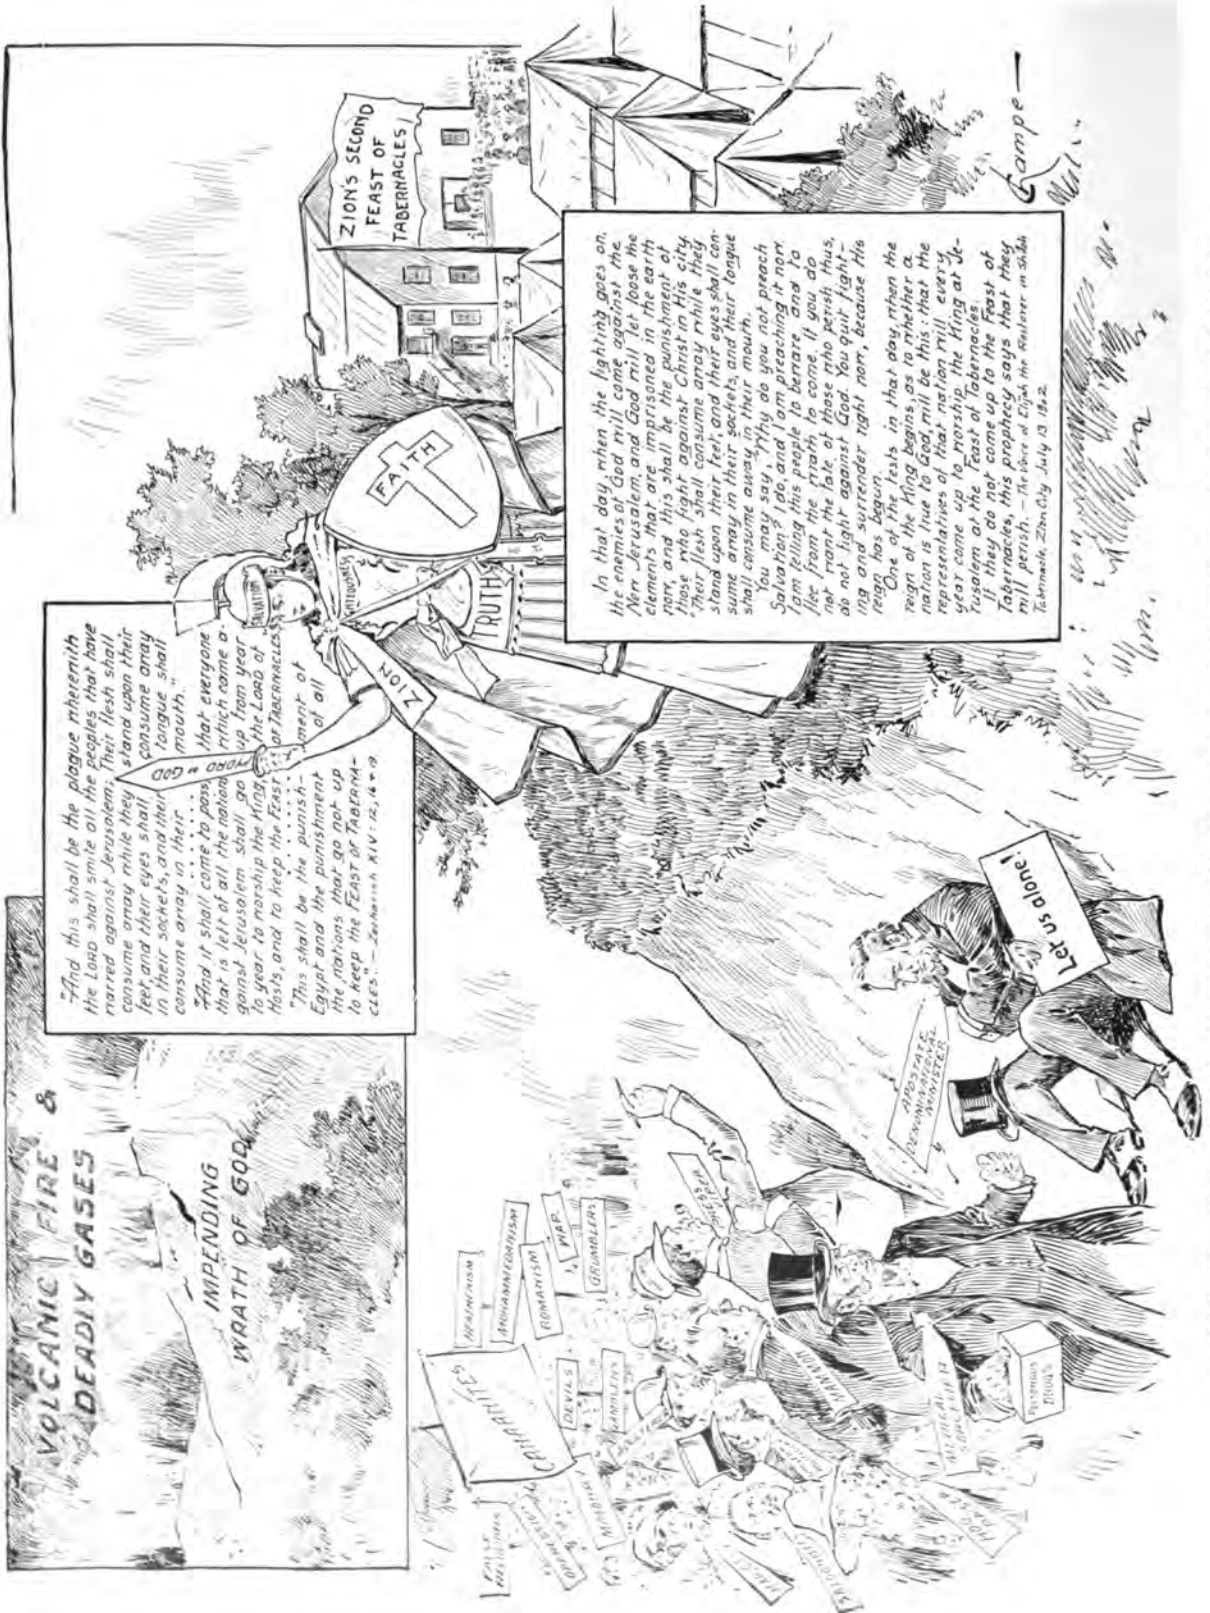 VOLCANIC FIRE &
DEADLY GASES
IMPENDING
WRATH OF GOD
"And this shall be the plague wherewith
the LORD shall smite all the peoples that have
warred against Jerusalem; Their flesh shall
consume away while they stand upon their
feet, and their eyes shall consume away
in their sockets, and their tongue shall
consume away in their mouth."
"And it shall come to pass, that everyone
that is left of all the nations which came a-
gainst Jerusalem shall go up from year
to year to worship the King, the LORD of
Hosts, and to keep the FEAST OF TABERNACLES"
"This shall be the punish- ment of
Egypt and the punishment of all
the nations that go not up
to keep the FEAST OF TABERNA-
CLES" – Zechariah XIV: 12, 16 & 19.
WORD OF GOD
SALVATION
RIGHTEOUSNESS
ZION
TRUTH
FAITH
ZION'S SECOND
FEAST OF
TABERNACLES
In that day, when the fighting goes on,
the enemies of God will come against the
New Jerusalem, and God will let loose the
elements that are imprisoned in the earth
now, and this shall be the punishment of
those who fight against Christ in His city.
"Their flesh shall consume away while they
stand upon their feet, and their eyes shall con-
sume away in their sockets, and their tongue
shall consume away in their mouth.
You may say, "Why do you not preach
Salvation? I do, and I am preaching it now.
I am telling this people to beware and to
flee from the wrath to come. If you do
not want the fate of those who perish thus,
do not fight against God. You quit fight-
ing and surrender right now, because His
reign has begun.
One of the tests in that day, when the
reign of the King begins as to whether a
nation is true to God, will be this: that the
representatives of that nation will every
year come up to worship the King at Je-
rusalem at the Feast of Tabernacles.
If they do not come up to the Feast of
Tabernacles, this prophecy says that they
will perish. – The Voice of Elijah the Restorer in Shiloh
Tabernacle, Zion City July 13 1902
Champe
FALSE
RELIGIONS
CANAANITES
HEATHENISM
MOHAMMEDANISM
ROMANISM
WAR
GRUMBLERS
DEVILS
GAMBLERS
MEDICAL
SOCIETY
POISONOUS
DRUGS
APOSTATE
DENOMINATIONAL
MINISTER
Let us alone!